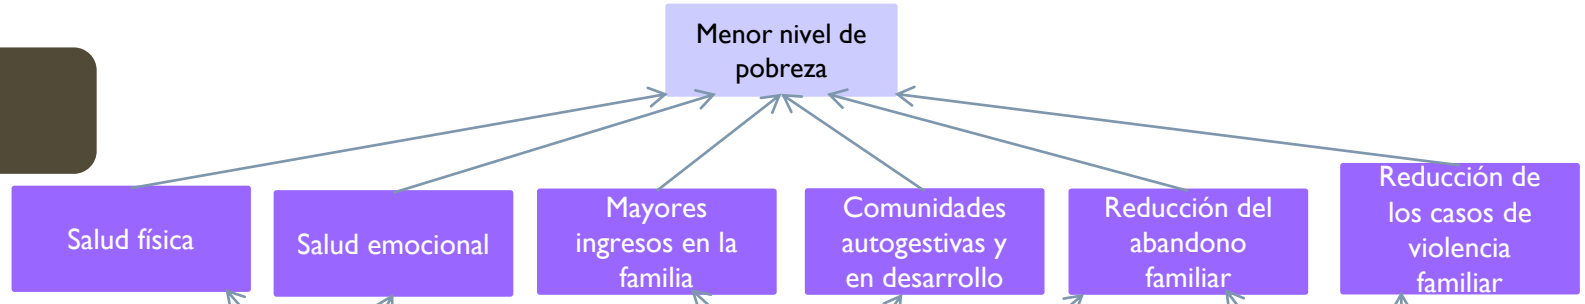 Menor nivel de
pobreza
Salud física
Salud emocional
Mayores
ingresos en la
familia
Comunidades
autogestivas y
en desarrollo
Reducción del
abandono
familiar
Reducción de
los casos de
violencia
familiar